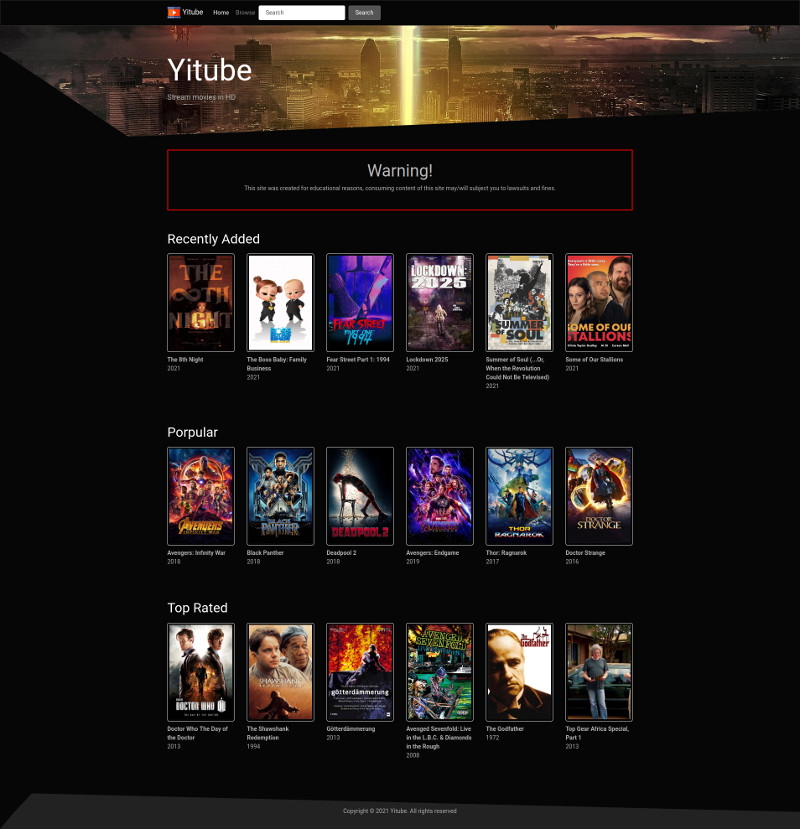 Yitube Home Browse Search Search
Yitube
Stream movies in HD
Warning!
This site was created for educational reasons, consuming content of this site may/will subject you to lawsuits and fines.
Recently Added
THE 8TH NIGHT
FEAR STREET
PART ONE
1994
LOCKDOWN:
2025
SUMMER
OF SOUL
SOME OF OUR
STALLIONS
The 8th Night
2021
The Boss Baby: Family
Business
2021
Fear Street Part 1: 1994
2021
Lockdown 2025
2021
Summer of Soul (...Or,
When the Revolution
Could Not Be Televised)
2021
Some of Our Stallions
2021
Porpular
AVENGERS
INFINITY WAR
BLACK
PANTHER
DEADPOOL 2
THOR
RAGNAROK
DOCTOR
STRANGE
Avengers: Infinity War
2018
Black Panther
2018
Deadpool 2
2018
Avengers: Endgame
2019
Thor: Ragnarok
2017
Doctor Strange
2016
Top Rated
DOCTOR WHO
SHAWSHANK
götterdämmerung
AVENGED
SEVENFOLD
The
Godfather
Doctor Who The Day of
the Doctor
2013
The Shawshank
Redemption
1994
Götterdämmerung
2013
Avenged Sevenfold: Live
in the L.B.C. & Diamonds
in the Rough
2008
The Godfather
1972
Top Gear Africa Special,
Part 1
2013
Copyright © 2021 Yitube. All rights reserved